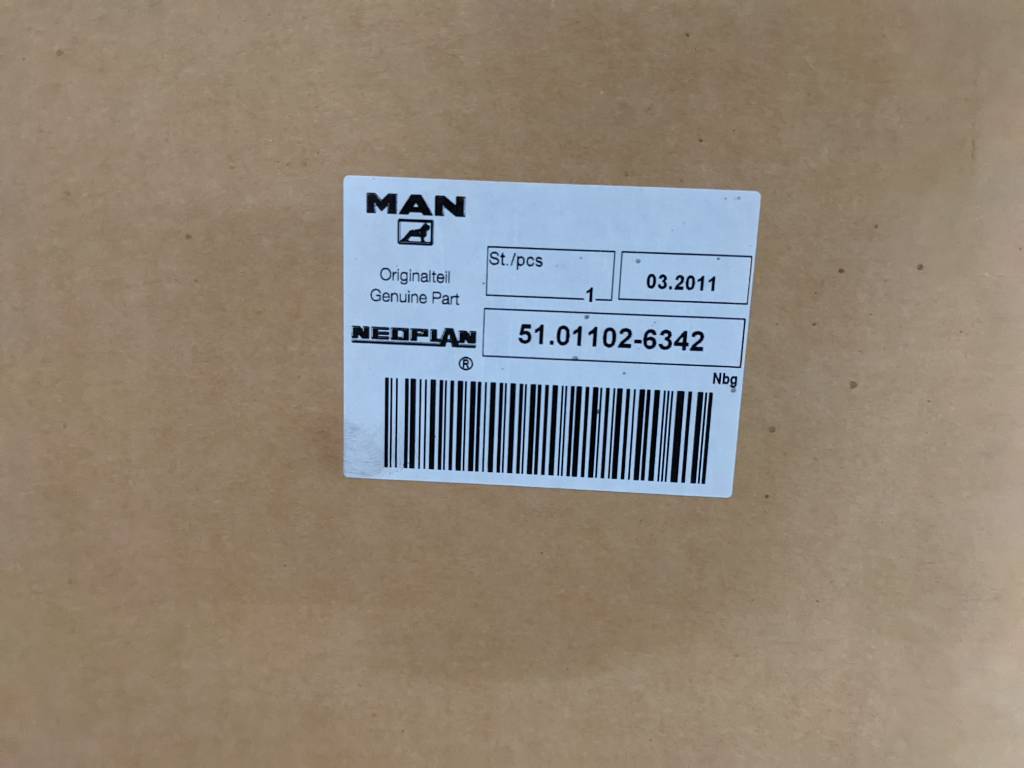 MAN
St./pcs
1
03.2011
Originalteil
Genuine Part
NEOPLAN
®
51.01102-6342
Nbg